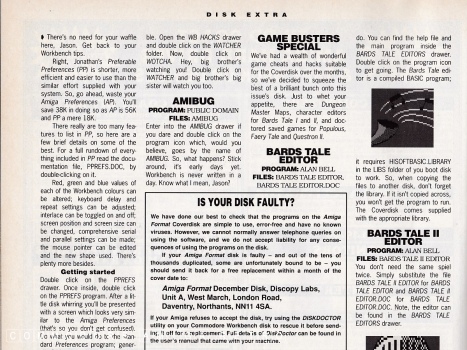 DISK EXTRA
There's no need for your waffle
here, Jason. Get back to your
Workbench tips.
Right, Jonathan's Preferable
Preferences (PP) is shorter, more
efficient and easier to use than the
similar effort supplied with your
system. So, go ahead, waste your
Amiga Preferences (AP). You'll
save 38K in doing so as AP is 56K
and PP a mere 18K.
There really are too many fea-
tures to list in PP, so here are a
few brief details on some of the
best. For a full rundown of every-
thing included in PP read the docu-
mentation file, PPREFS.DOC, by
double-clicking on it.
Red, green and blue values of
each of the Workbench colours can
be altered; keyboard delay and
repeat settings can be adjusted;
interlace can be toggled on and off;
screen position and screen size can
be changed, comprehensive serial
and parallel settings can be made;
the mouse pointer can be edited
and the new shape used. There's
plenty more besides.
Getting started
Double click on the PPREFS
drawer. Once inside, double click
on the PPREFS program. After a lit-
tle disk whirring you'll be presented
with a screen which looks very sim-
ilar to the Amiga Preferences
(that's so you don't get confused).
So what you would do to the stan-
dard Preferences program; gener-
ble. Open the WB HACKS drawer
and double click on the WATCHER
folder. Now, double click on
WOTCHA. Hey, big brother's
watching you! Double click on
WATCHER and big brother's big
sister will watch you too.
AMIBUG
PROGRAM: PUBLIC DOMAIN
FILES: AMIBUG
Enter into the AMIBUG drawer if
you dare and double click on the
program icon which, would you
believe, goes by the name of
AMIBUG. So, what happens? Stick
around, it's early days yet.
Workbench is never written in a
day. Know what I mean, Jason?
GAME BUSTERS
SPECIAL
We've had a wealth of wonderful
game cheats and hacks suitable
for the Coverdisk over the months,
so we've decided to squeeze the
best of a brilliant bunch onto this
issue's disk. Just to whet your
appetite, there are Dungeon
Master Maps, character editors
for Bards Tale I and II, and doc-
tored saved games for Populous,
Faery Tale and Question II.
BARDS TALE
EDITOR
PROGRAM: ALAN BELL
FILES: BARDS TALE EDITOR,
BARDS TALE EDITOR.DOC
IS YOUR DISK FAULTY?
We have done our best to check that the programs on the Amiga
Format Coverdisk are simple to use, error-free and have no known
viruses. However, we cannot normally answer telephone queries on
using the software, and we do not accept liability for any conse-
quences of using the programs on the disk.
If your Amiga Format disk is faulty – and out of the tens of
thousands duplicated, some are unfortunately bound to be – you
should send it back for a free replacement within a month of the
cover date to:
Amiga Format December Disk, Discopy Labs,
Unit A, West March, London Road,
Daventry, Northants, NN11 4SA.
If your Amiga refuses to accept the disk, try using the DISKDOCTOR
utility on your Commodore Workbench disk to rescue it before send-
ing it off for a replacement. Full details of DiskDoctor can be found in
the user's manual that came with your machine.
do. You can find the help file and
the main program inside the
BARDS TALE EDITORS drawer.
Double click on the program icon
to get going. The Bards Tale edi-
tor is a compiled BASIC program;
it requires HISOFTBASIC.LIBRARY
in the LIBS folder of you boot disk
to work. So, when copying the
files to another disk, don't forget
the library. If it isn't copied across,
you won't get the program to run.
The Coverdisk comes supplied
with the appropriate library.
BARDS TALE II
EDITOR
PROGRAM: ALAN BELL
FILES: BARDS TALE II EDITOR
You don't need the same spiel
twice. Simply substitute the files
BARDS TALE II EDITOR for BARDS
TALE EDITOR and BARDS TALE II
EDITOR.DOC for BARDS TALE
EDITOR.DOC. Note, the editor can
be found in the BARDS TALE
EDITORS drawer.